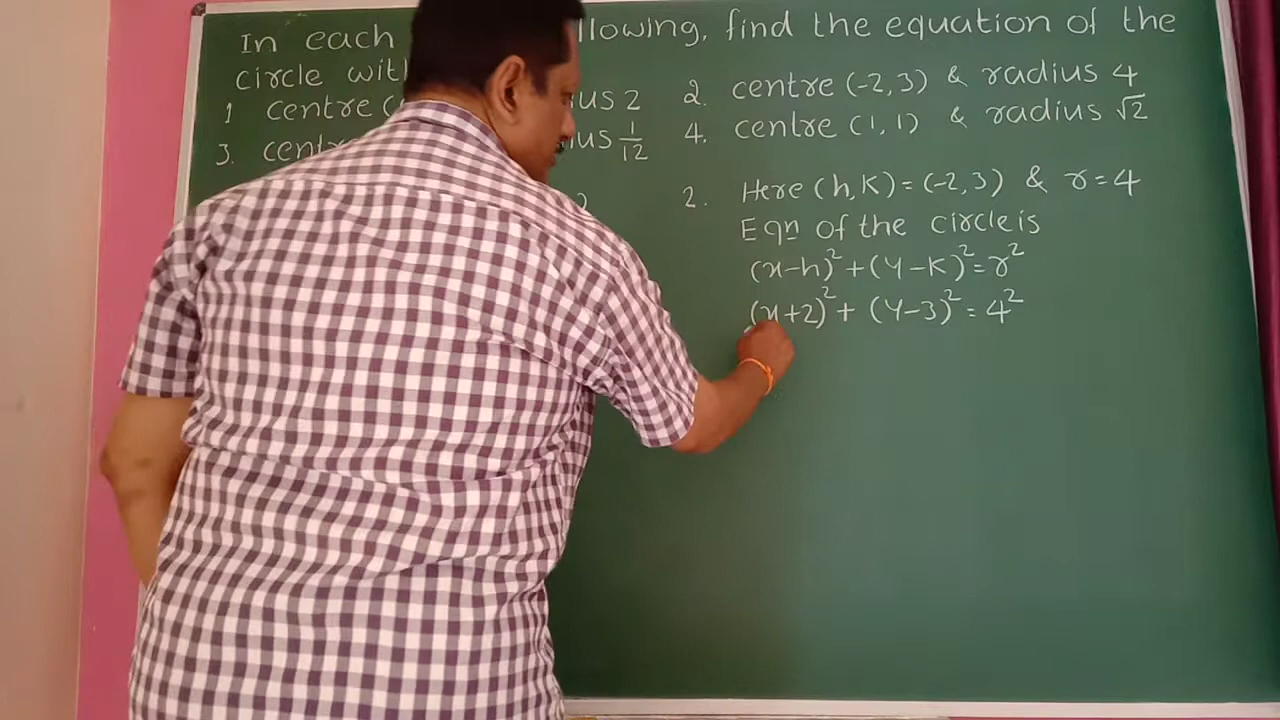 In each llowing, find the equation of the
circle with
1 centre ( ius 2
2. centre (-2,3) & radius 4
3. centr ius 1/12
4. centre (1,1) & radius √2
2. Here (h,K)=(-2,3) & r=4
Eqn of the circle is
(x-h)²+(y-K)²=r²
(x+2)²+(y-3)²=4²